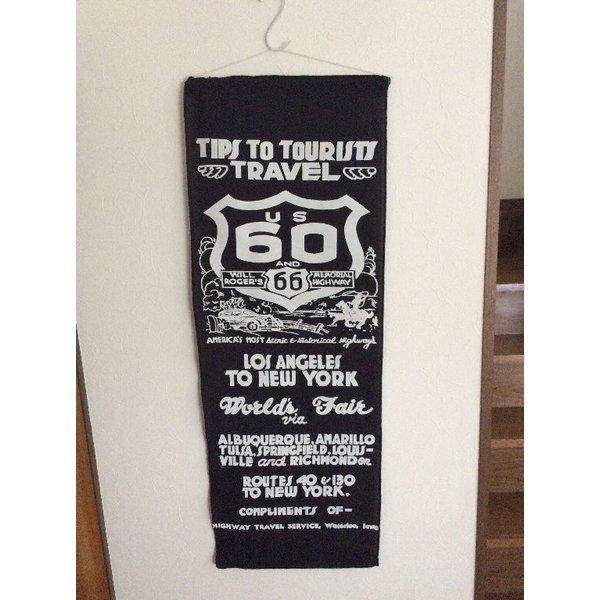 TIPS TO TOURISTS
TRAVEL
US
60
AND
WILL ROGER'S 66 MEMORIAL HIGHWAY
AMERICA'S MOST Scenic & Historical Highways
LOS ANGELES
TO NEW YORK
World's Fair
via
ALBUQUERQUE, AMARILLO
TULSA, SPRINGFIELD, LOUIS-
VILLE and RICHMOND or
ROUTES 40 & 130
TO NEW YORK.
COMPLIMENTS OF-
HIGHWAY TRAVEL SERVICE, Waterloo, Iowa